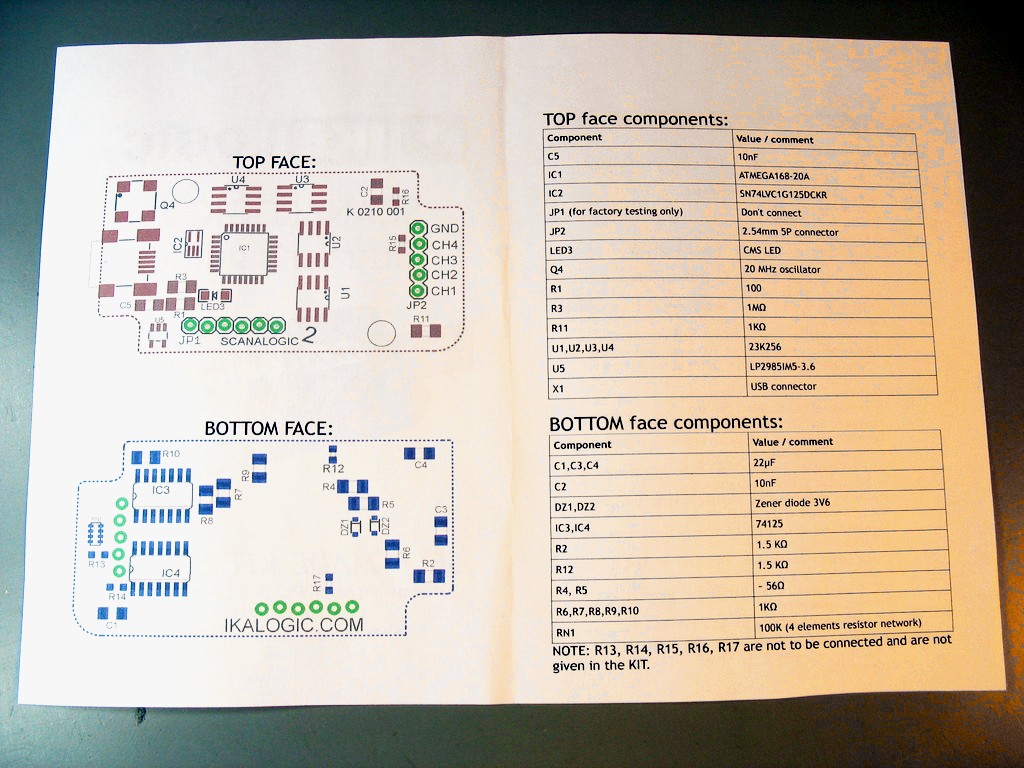 TOP FACE:
U4 U3
Q4
C2
R16
K 0210 001
IC2
IC1
U2
R15
GND
CH4
CH3
CH2
CH1
JP2
R3
C5
LED3
R1
U1
U5
R11
JP1
SCANALOGIC 2
BOTTOM FACE:
R10
R9
R12
C4
IC3
R7
R8
R4
R5
DZ1
DZ2
C3
R13
IC4
R6
R2
R17
R14
C1
IKALOGIC.COM
TOP face components:
Component Value / comment
C5 10nF
IC1 ATMEGA168-20A
IC2 SN74LVC1G125DCKR
JP1 (for factory testing only) Don't connect
JP2 2.54mm 5P connector
LED3 CMS LED
Q4 20 MHz oscillator
R1 100
R3 1MΩ
R11 1KΩ
U1,U2,U3,U4 23K256
U5 LP2985IM5-3.6
X1 USB connector
BOTTOM face components:
Component Value / comment
C1,C3,C4 22µF
C2 10nF
DZ1,DZ2 Zener diode 3V6
IC3,IC4 74125
R2 1.5 KΩ
R12 1.5 KΩ
R4, R5 ~ 56Ω
R6,R7,R8,R9,R10 1KΩ
RN1 100K (4 elements resistor network)
NOTE: R13, R14, R15, R16, R17 are not to be connected and are not
given in the KIT.